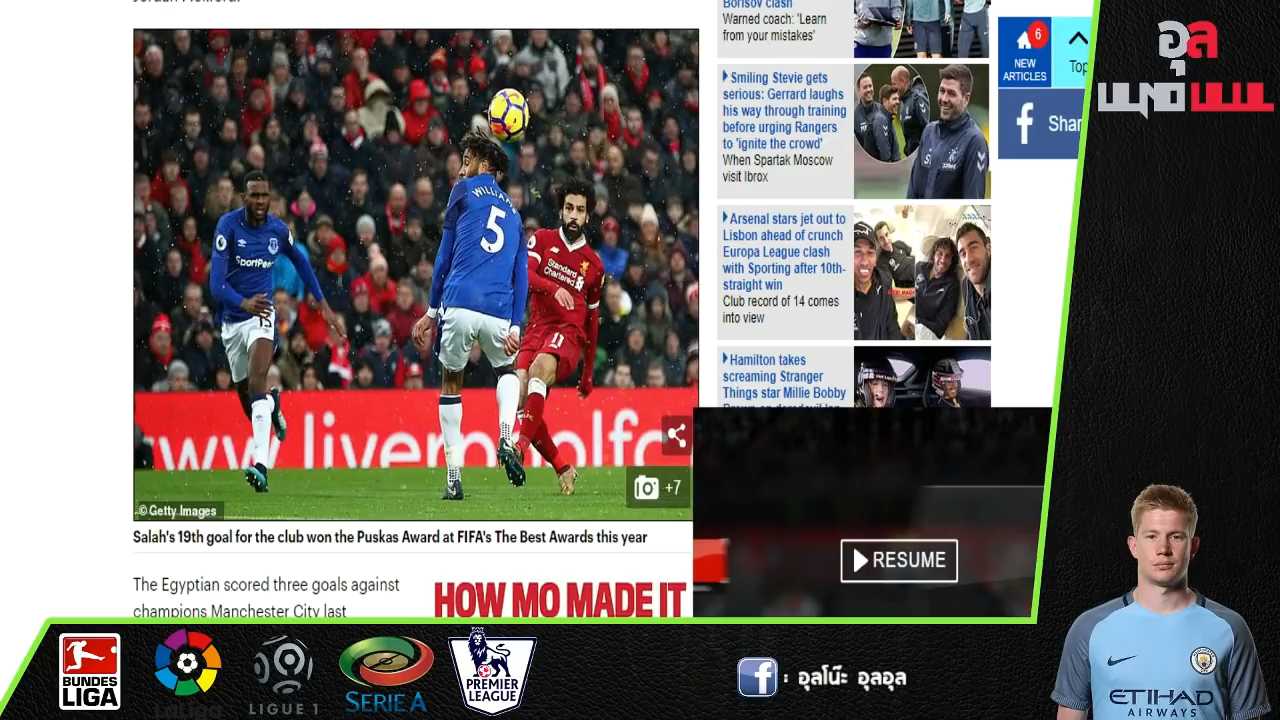 Borisov clash
Warned coach: 'Learn
from your mistakes'
Smiling Stevie gets
serious: Gerrard laughs
his way through training
before urging Rangers
to 'ignite the crowd'
When Spartak Moscow
visit Ibrox
Arsenal stars jet out to
Lisbon ahead of crunch
Europa League clash
with Sporting after 10th-
straight win
Club record of 14 comes
into view
Hamilton takes
screaming Stranger
Things star Millie Bobby
6
NEW
ARTICLES
Top
Shar
อุล
WILLIAMS
5
SportPesa
Standard
Chartered
11
www.liverpoolfc
+7
©Getty Images
Salah's 19th goal for the club won the Puskas Award at FIFA's The Best Awards this year
The Egyptian scored three goals against
champions Manchester City last
HOW MO MADE IT
RESUME
BUNDES
LIGA
LaLiga
LIGUE 1
SERIE A
PREMIER
LEAGUE
f : อุลโน๊ะ อุลอุล
ETIHAD
AIRWAYS